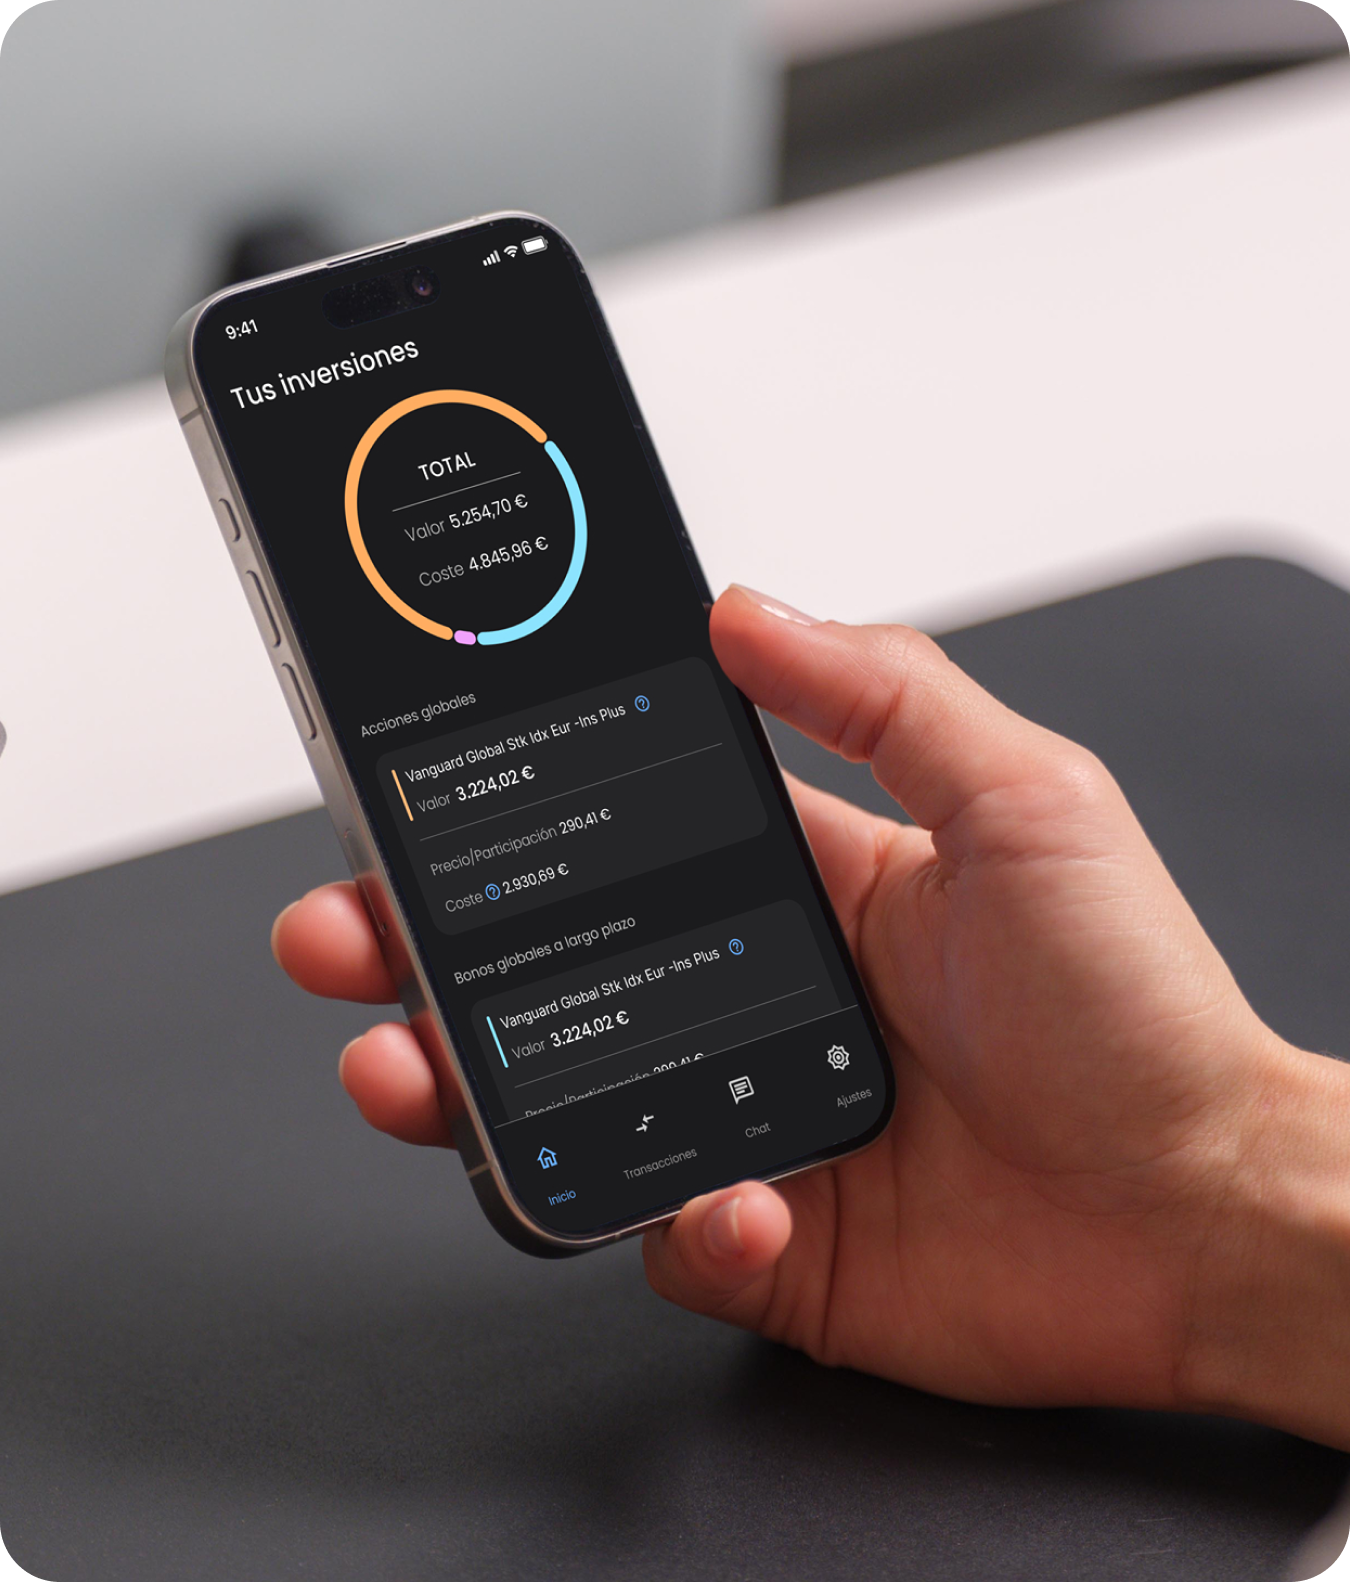 9:41
Tus inversiones
TOTAL
Valor 5.254,70 €
Coste 4.845,96 €
Acciones globales
Vanguard Global Stk Idx Eur -Ins Plus
Valor 3.224,02 €
Precio/Participación 290,41 €
Coste 2.930,69 €
Bonos globales a largo plazo
Vanguard Global Stk Idx Eur -Ins Plus
Valor 3.224,02 €
Precio/Participación 290,41 €
Inicio
Transacciones
Chat
Ajustes